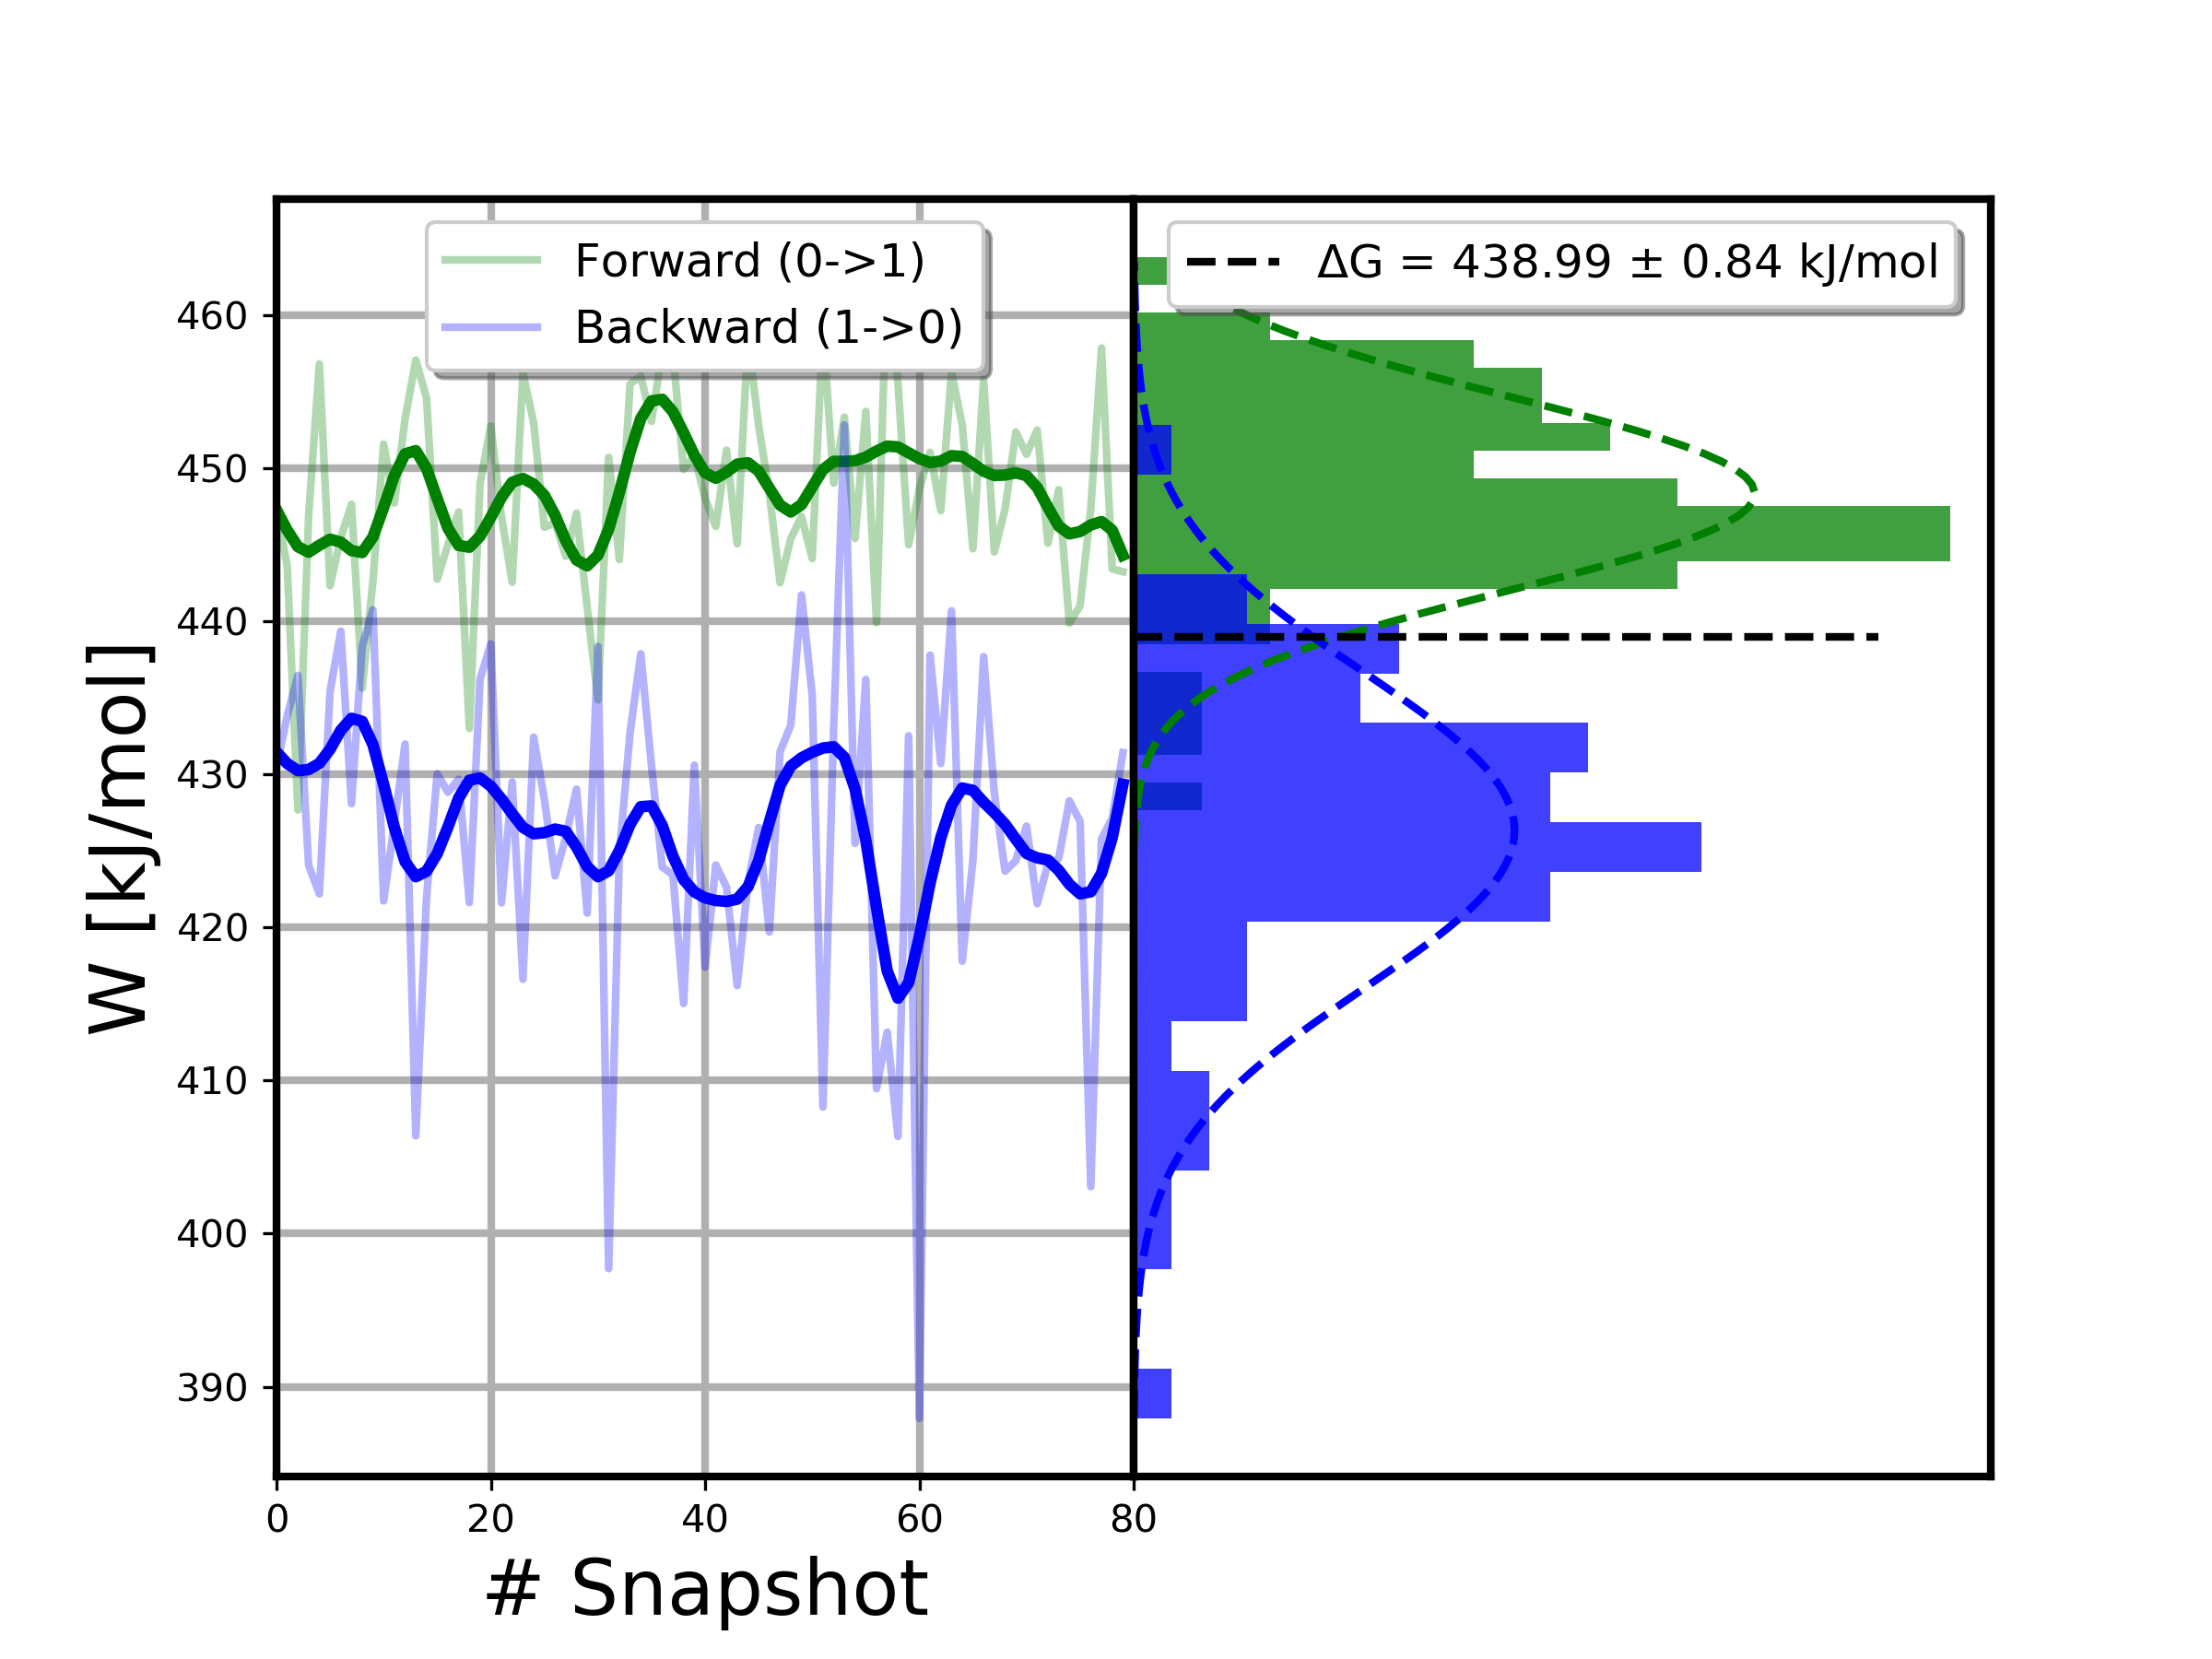 Forward (0->1)
Backward (1->0)
ΔG = 438.99 ± 0.84 kJ/mol
W [kJ/mol]
460
450
440
430
420
410
400
390
0 20 40 60 80
# Snapshot